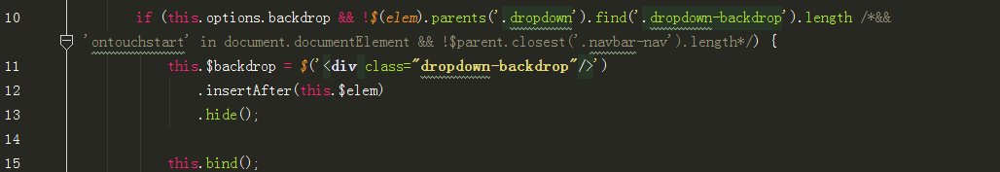 10 if (this.options.backdrop && !$(elem).parents('.dropdown').find('.dropdown-backdrop').length /*&&
'ontouchstart' in document.documentElement && !$parent.closest('.navbar-nav').length*/) {
11 this.$backdrop = $('<div class="dropdown-backdrop"/>')
12 .insertAfter(this.$elem)
13 .hide();
14
15 this.bind();